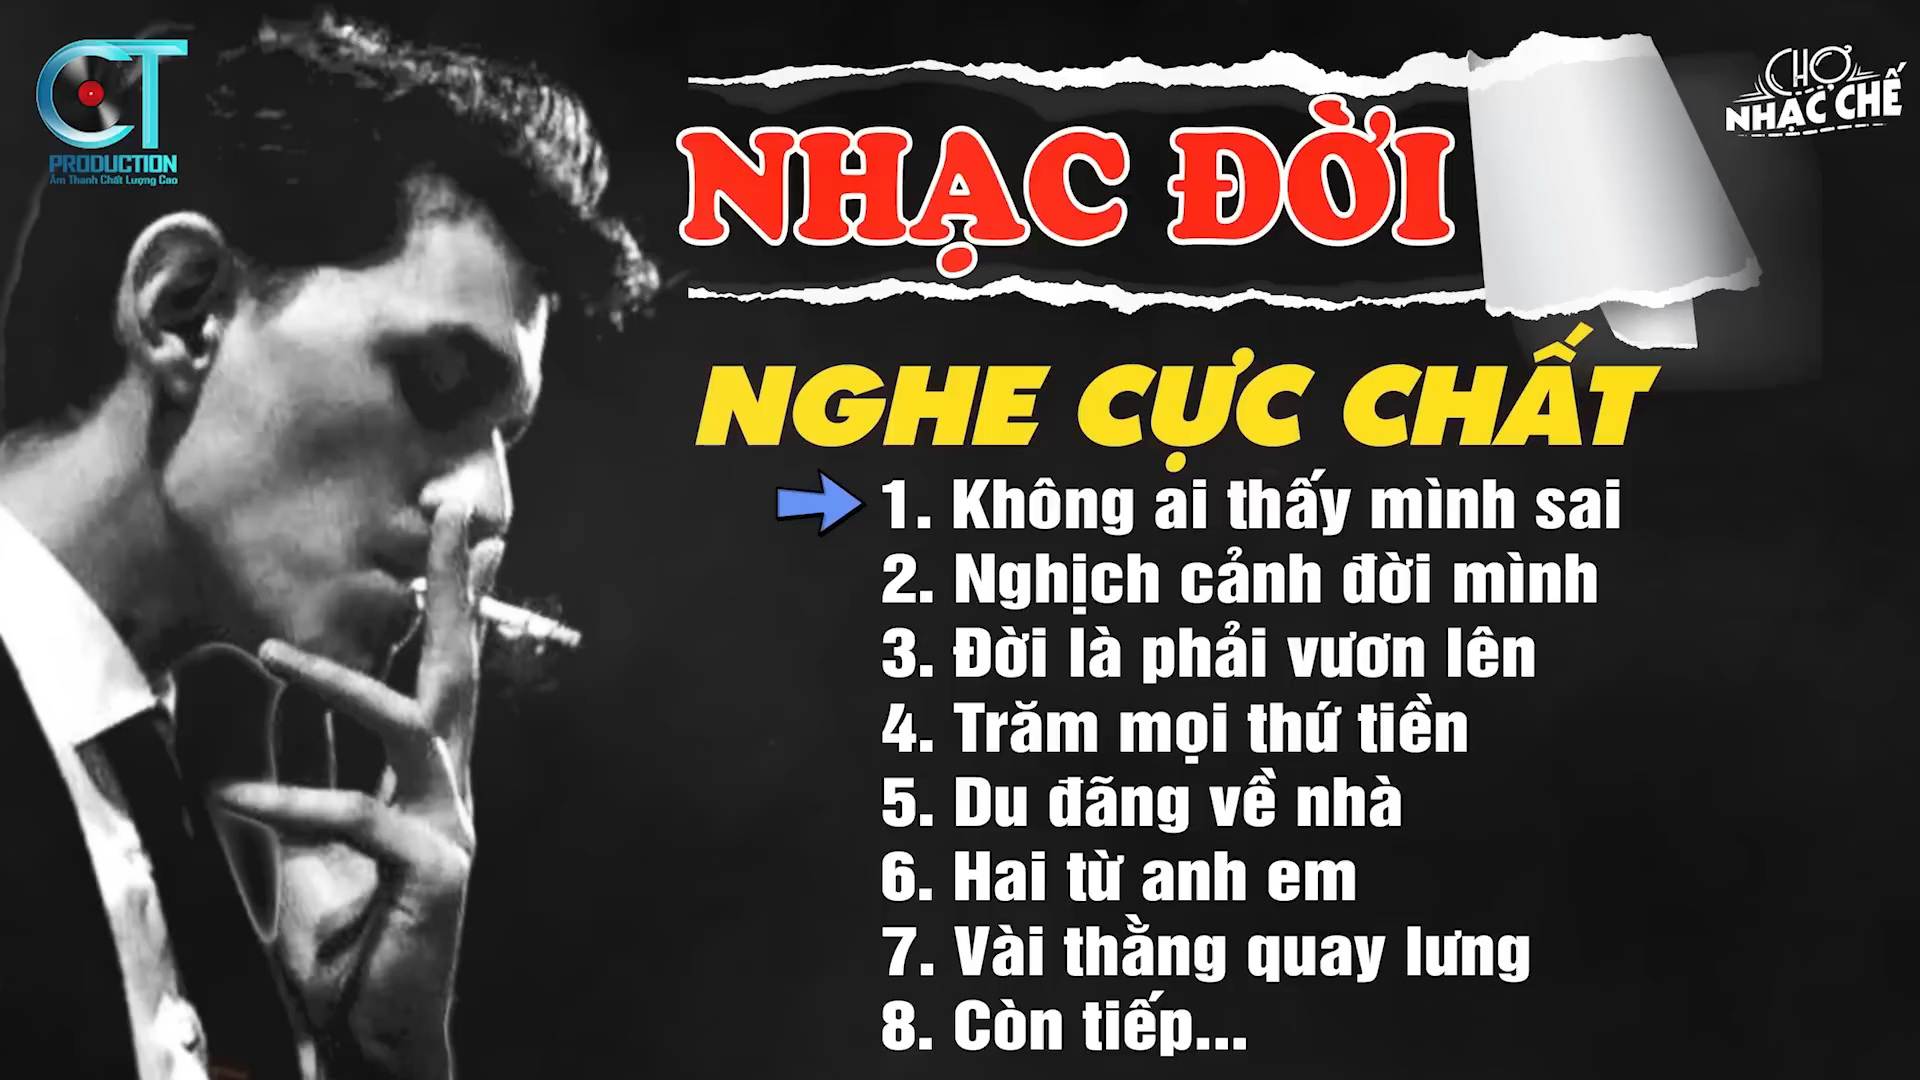 CT
PRODUCTION
Âm Thanh Chất Lượng Cao
CHỢ
NHẠC CHẾ
NHẠC ĐỜI
NGHE CỰC CHẤT
1. Không ai thấy mình sai
2. Nghịch cảnh đời mình
3. Đời là phải vươn lên
4. Trăm mọi thứ tiền
5. Du đãng về nhà
6. Hai từ anh em
7. Vài thằng quay lưng
8. Còn tiếp...